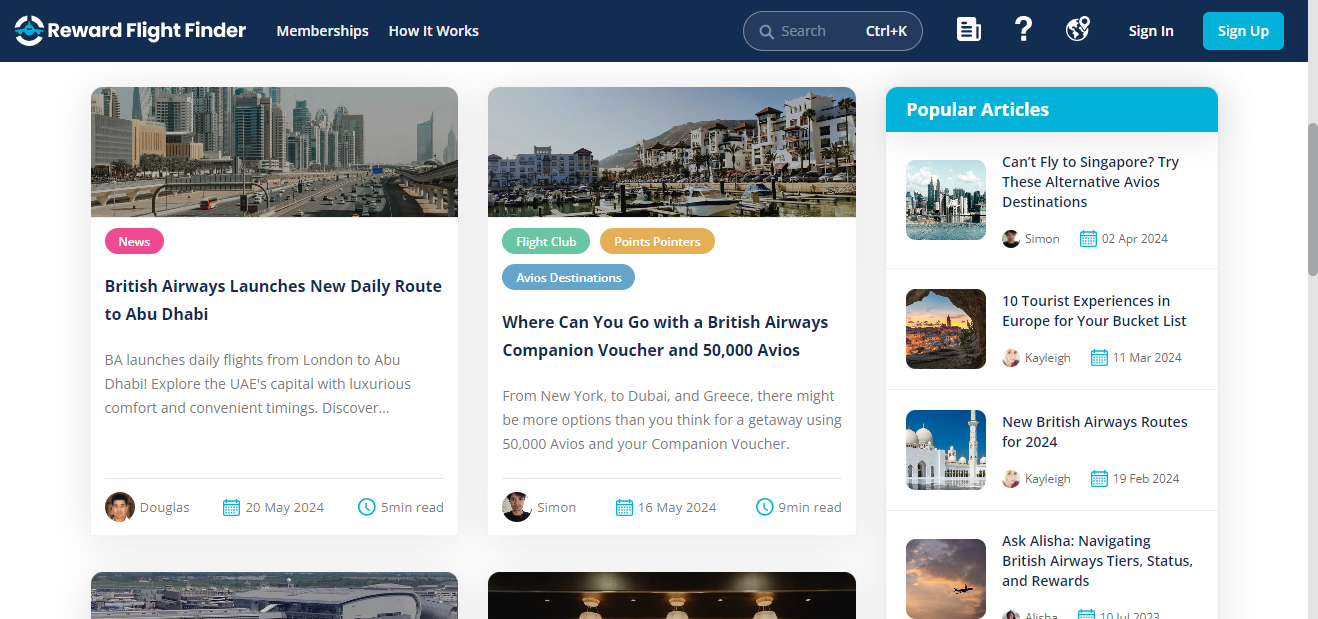 Reward Flight Finder
Memberships
How It Works
Search
Ctrl+K
Sign In
Sign Up
News
British Airways Launches New Daily Route
to Abu Dhabi
BA launches daily flights from London to Abu
Dhabi! Explore the UAE's capital with luxurious
comfort and convenient timings. Discover...
Douglas
20 May 2024
5min read
Flight Club
Points Pointers
Avios Destinations
Where Can You Go with a British Airways
Companion Voucher and 50,000 Avios
From New York, to Dubai, and Greece, there might
be more options than you think for a getaway using
50,000 Avios and your Companion Voucher.
Simon
16 May 2024
9min read
Popular Articles
Can’t Fly to Singapore? Try
These Alternative Avios
Destinations
Simon
02 Apr 2024
10 Tourist Experiences in
Europe for Your Bucket List
Kayleigh
11 Mar 2024
New British Airways Routes
for 2024
Kayleigh
19 Feb 2024
Ask Alisha: Navigating
British Airways Tiers, Status,
and Rewards
Alisha
10 Jul 2023